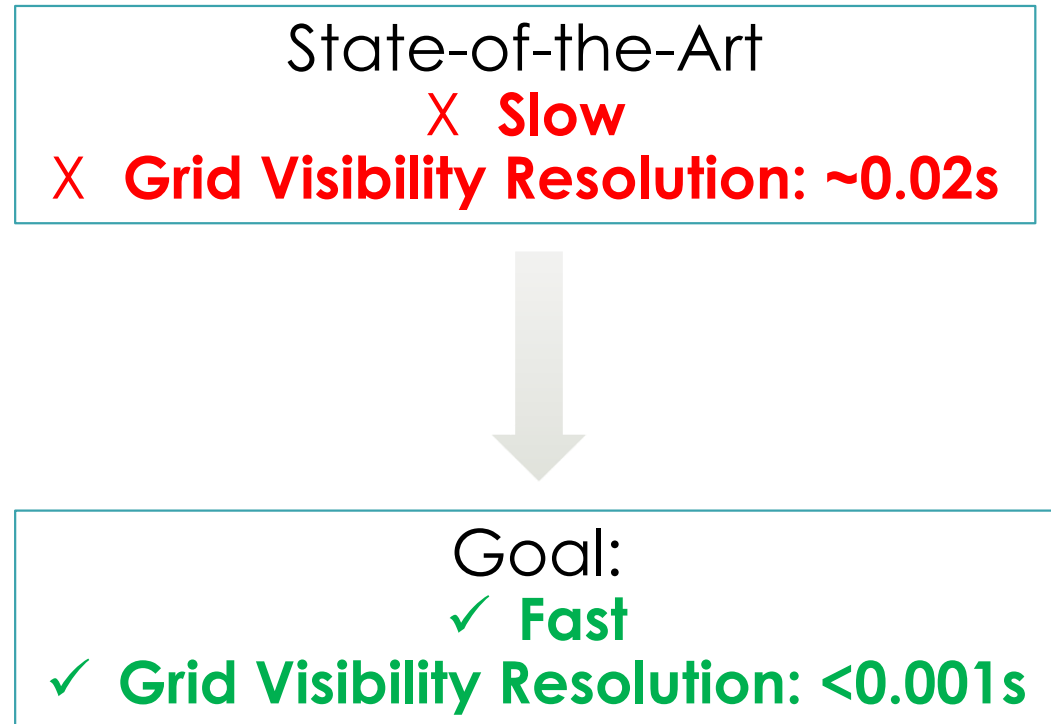 State-of-the-Art
X Slow
X Grid Visibility Resolution: ~0.02s
Goal:
✓ Fast
✓ Grid Visibility Resolution: <0.001s